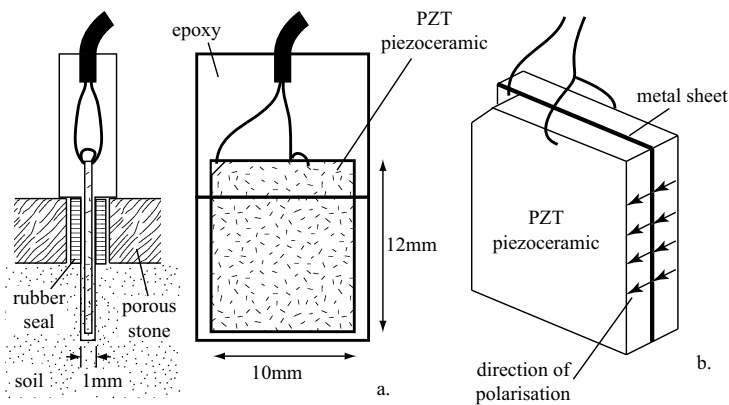 epoxy
PZT
piezoceramic
rubber
seal
porous
stone
soil
1mm
12mm
10mm
a.
metal sheet
PZT
piezoceramic
direction of
polarisation
b.